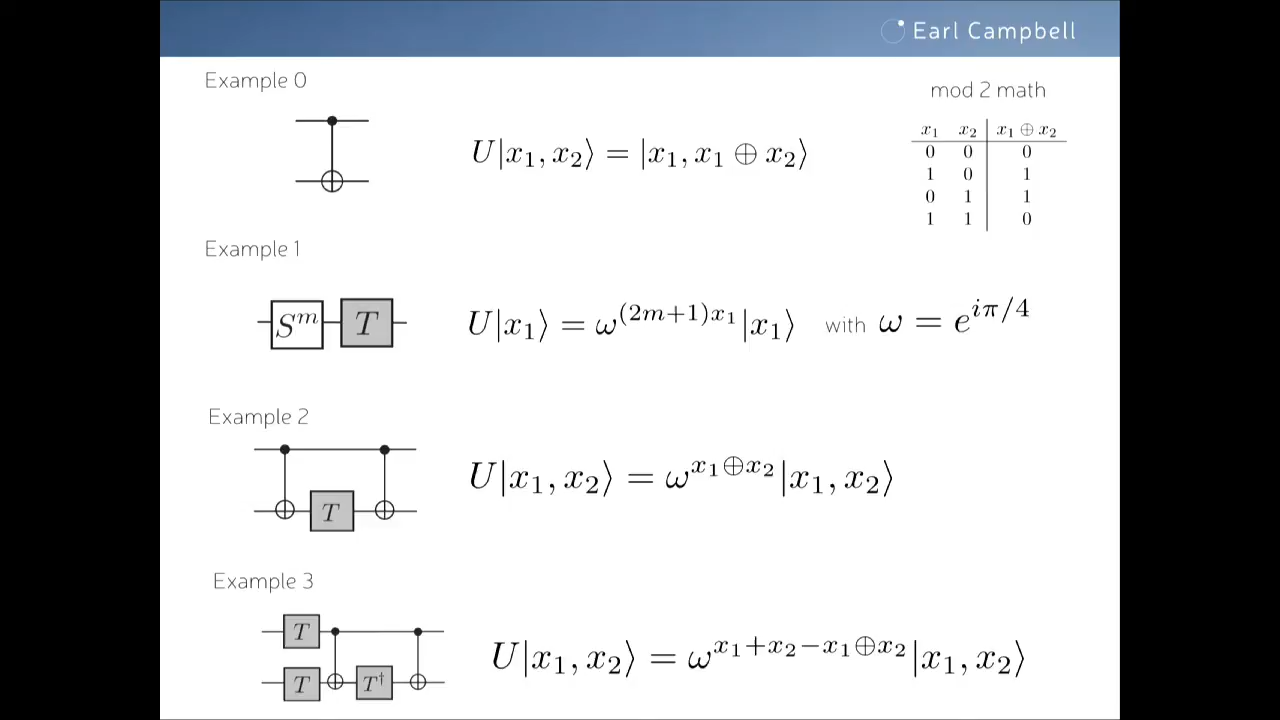 Earl Campbell
Example 0
U|x₁, x₂⟩ = |x₁, x₁ ⊕ x₂⟩
mod 2 math
x₁ x₂ x₁ ⊕ x₂
0 0 0
1 0 1
0 1 1
1 1 0
Example 1
Sᵐ T
U|x₁⟩ = ω^{(2m+1)x₁}|x₁⟩ with ω = e^{iπ/4}
Example 2
T
U|x₁, x₂⟩ = ω^{x₁⊕x₂}|x₁, x₂⟩
Example 3
T
T T†
U|x₁, x₂⟩ = ω^{x₁+x₂−x₁⊕x₂}|x₁, x₂⟩